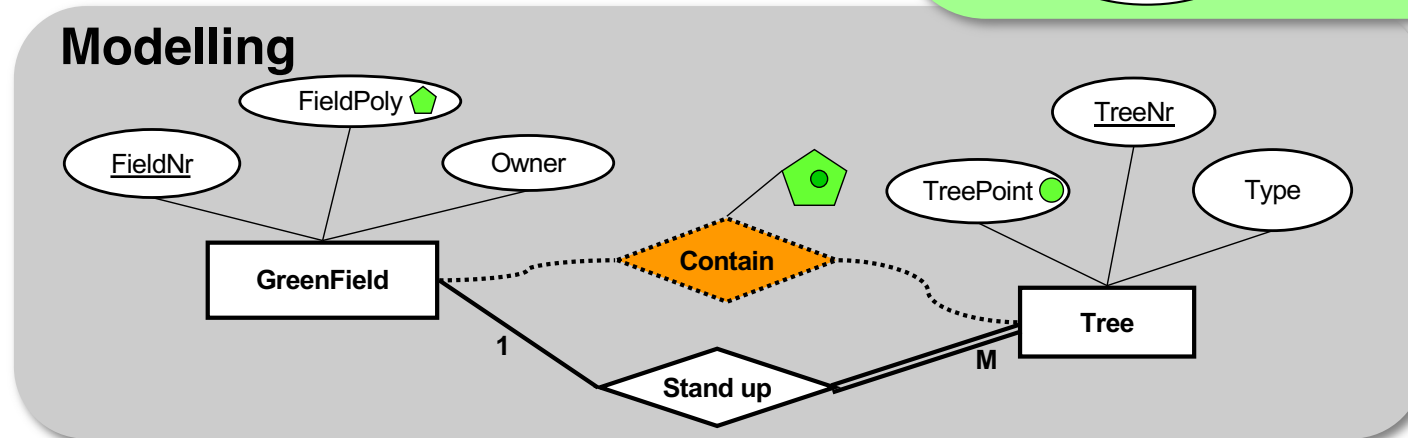 Modelling
FieldPoly
FieldNr
Owner
TreeNr
TreePoint
Type
GreenField
Contain
Tree
1
M
Stand up